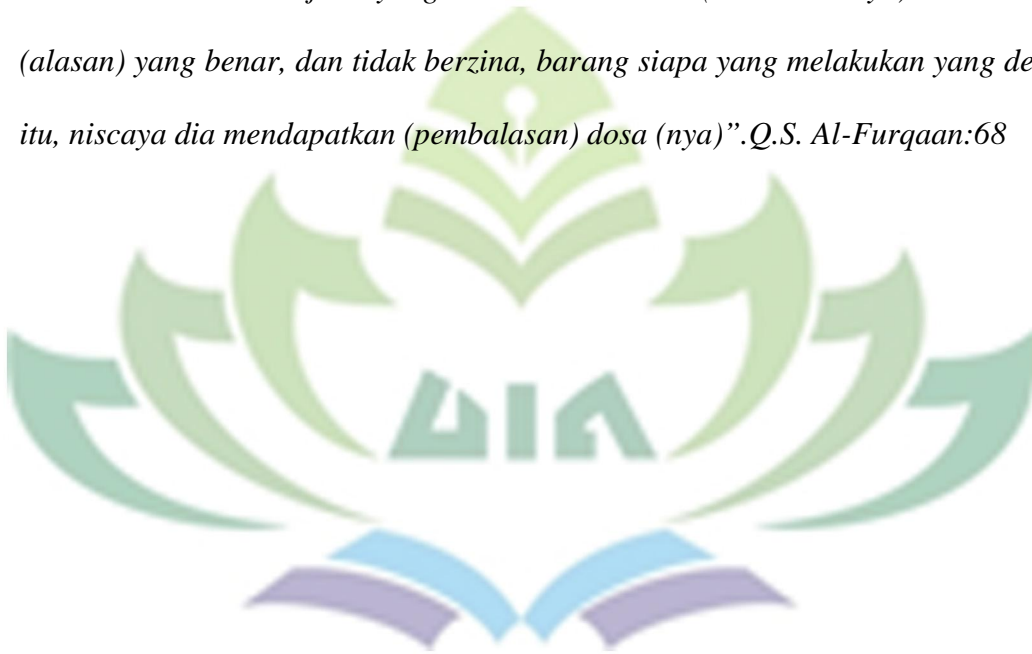 (alasan) yang benar, dan tidak berzina, barang siapa yang melakukan yang
itu, niscaya dia mendapatkan (pembalasan) dosa (nya)”.Q.S. Al-Furqaan:68
UIN